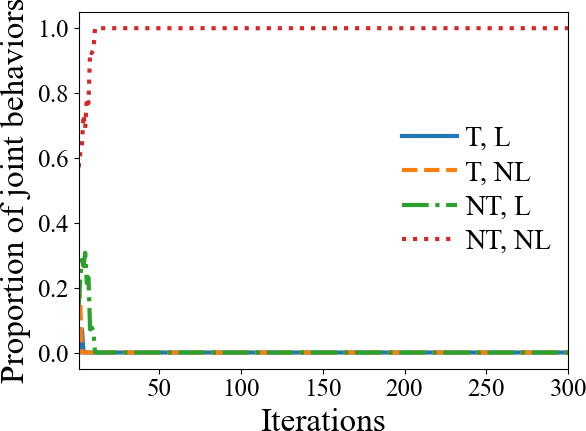 Proportion of joint behaviors
1.0
0.8
0.6
0.4
0.2
0.0
T, L
T, NL
NT, L
NT, NL
50
100
150
200
250
300
Iterations